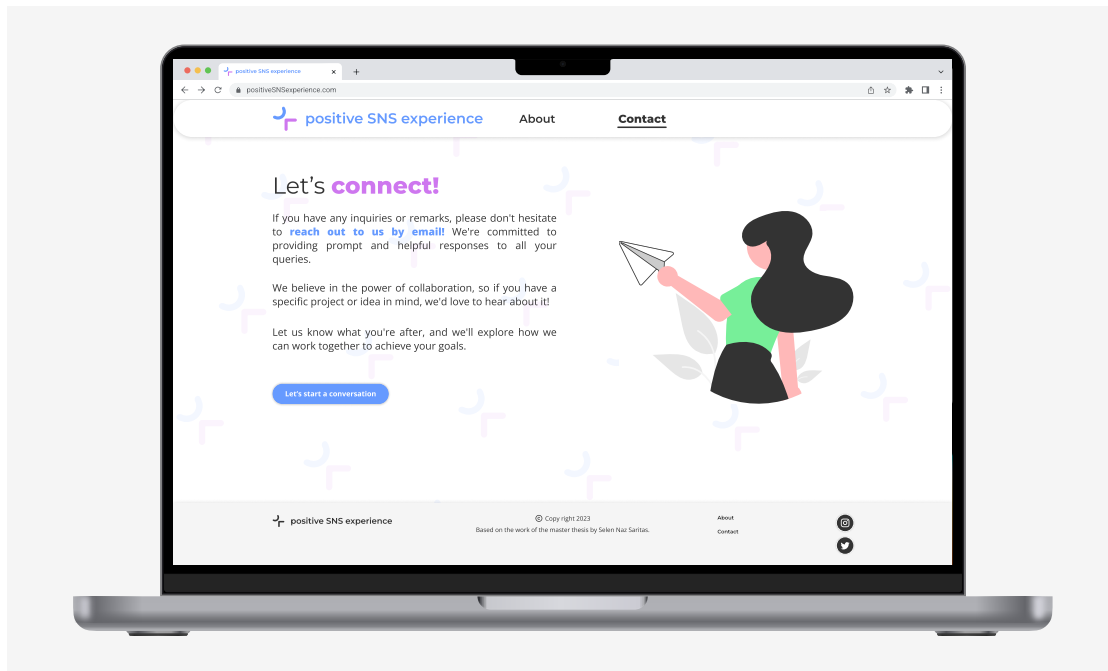 positive SNS experience
positiveSNSexperience.com
positive SNS experience
About
Contact
Let's connect!
If you have any inquiries or remarks, please don't hesitate
to reach out to us by email! We're committed to
providing prompt and helpful responses to all your
queries.
We believe in the power of collaboration, so if you have a
specific project or idea in mind, we'd love to hear about it!
Let us know what you're after, and we'll explore how we
can work together to achieve your goals.
Let's start a conversation
positive SNS experience
© Copy right 2023
Based on the work of the master thesis by Selen Naz Saritas.
About
Contact